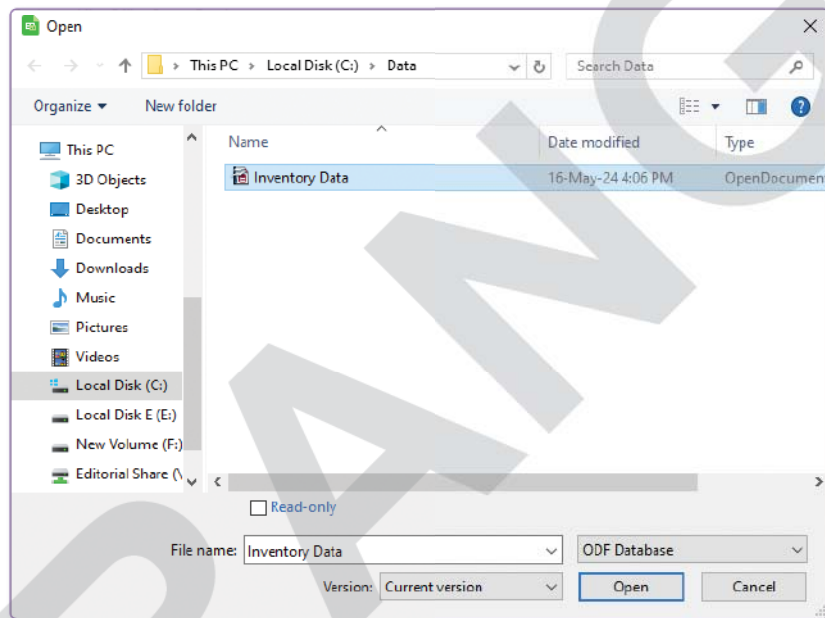 Open
This PC > Local Disk (C:) > Data
Search Data
Organize
New folder
Name
Date modified
Type
This PC
3D Objects
Desktop
Documents
Downloads
Music
Pictures
Videos
Local Disk (C:)
Local Disk E (E:)
New Volume (F:)
Editorial Share (\
Inventory Data
16-May-24 4:06 PM
OpenDocumen
Read-only
File name: Inventory Data
ODF Database
Version: Current version
Open
Cancel